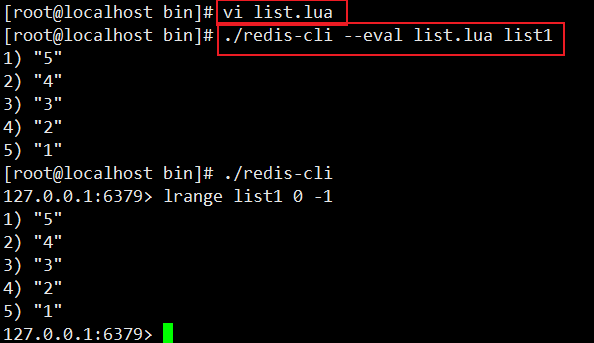 [root@localhost bin]# vi list.lua
[root@localhost bin]# ./redis-cli --eval list.lua list1
1) "5"
2) "4"
3) "3"
4) "2"
5) "1"
[root@localhost bin]# ./redis-cli
127.0.0.1:6379> lrange list1 0 -1
1) "5"
2) "4"
3) "3"
4) "2"
5) "1"
127.0.0.1:6379>